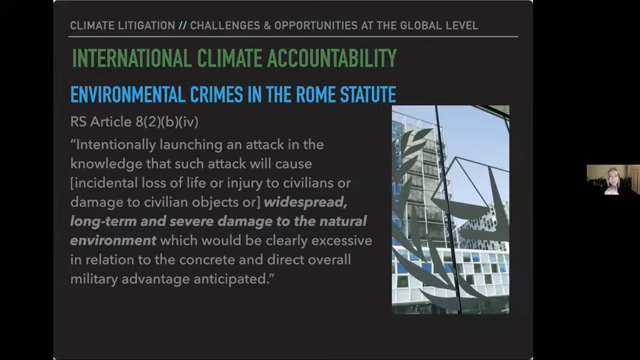 CLIMATE LITIGATION // CHALLENGES & OPPORTUNITIES AT THE GLOBAL LEVEL
INTERNATIONAL CLIMATE ACCOUNTABILITY
ENVIRONMENTAL CRIMES IN THE ROME STATUTE
RS Article 8(2)(b)(iv)
“Intentionally launching an attack in the
knowledge that such attack will cause
[incidental loss of life or injury to civilians or
damage to civilian objects or] widespread,
long-term and severe damage to the natural
environment which would be clearly excessive
in relation to the concrete and direct overall
military advantage anticipated.”